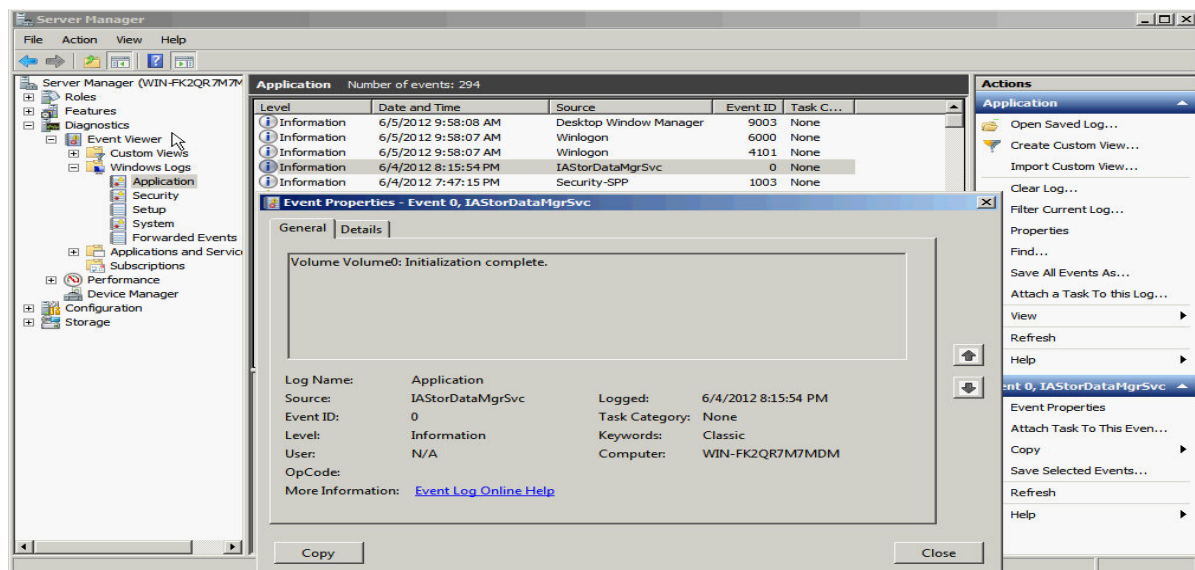 Server Manager
File Action View Help
Server Manager (WIN-FK2QR7M7M
Roles
Features
Diagnostics
Event Viewer
Custom Views
Windows Logs
Application
Security
Setup
System
Forwarded Events
Applications and Service
Subscriptions
Performance
Device Manager
Configuration
Storage
Application Number of events: 294
Level Date and Time Source Event ID Task C...
Information 6/5/2012 9:58:08 AM Desktop Window Manager 9003 None
Information 6/5/2012 9:58:07 AM Winlogon 6000 None
Information 6/5/2012 9:58:07 AM Winlogon 4101 None
Information 6/4/2012 8:15:54 PM IAStorDataMgrSvc 0 None
Information 6/4/2012 7:47:15 PM Security-SPP 1003 None
Event Properties - Event 0, IAStorDataMgrSvc
General Details
Volume Volume0: Initialization complete.
Log Name: Application
Source: IAStorDataMgrSvc Logged: 6/4/2012 8:15:54 PM
Event ID: 0 Task Category: None
Level: Information Keywords: Classic
User: N/A Computer: WIN-FK2QR7M7MDM
OpCode:
More Information: Event Log Online Help
Copy Close
Actions
Application
Open Saved Log...
Create Custom View...
Import Custom View...
Clear Log...
Filter Current Log...
Properties
Find...
Save All Events As...
Attach a Task To this Log...
View
Refresh
Help
ent 0, IAStorDataMgrSvc
Event Properties
Attach Task To This Even...
Copy
Save Selected Events...
Refresh
Help